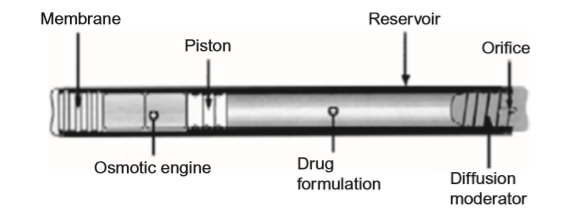 Membrane
Reservoir
Piston
Orifice
Osmotic engine
Drug
formulation
Diffusion
moderator